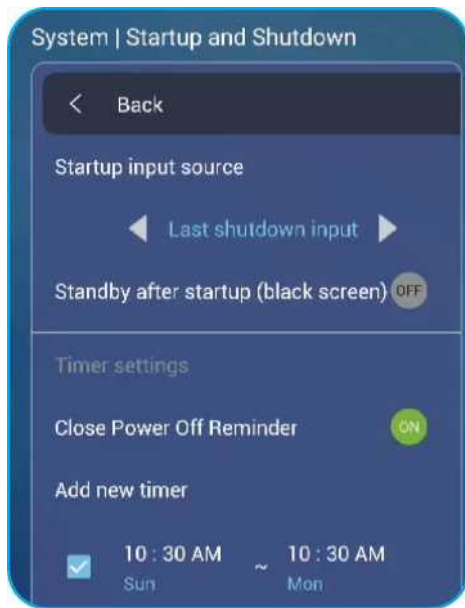 System | Startup and Shutdown
Back
Startup input source
Last shutdown input
Standby after startup (black screen) OFF
Timer settings
Close Power Off Reminder ON
Add new timer
10 : 30 AM ~ 10 : 30 AM
Sun Mon